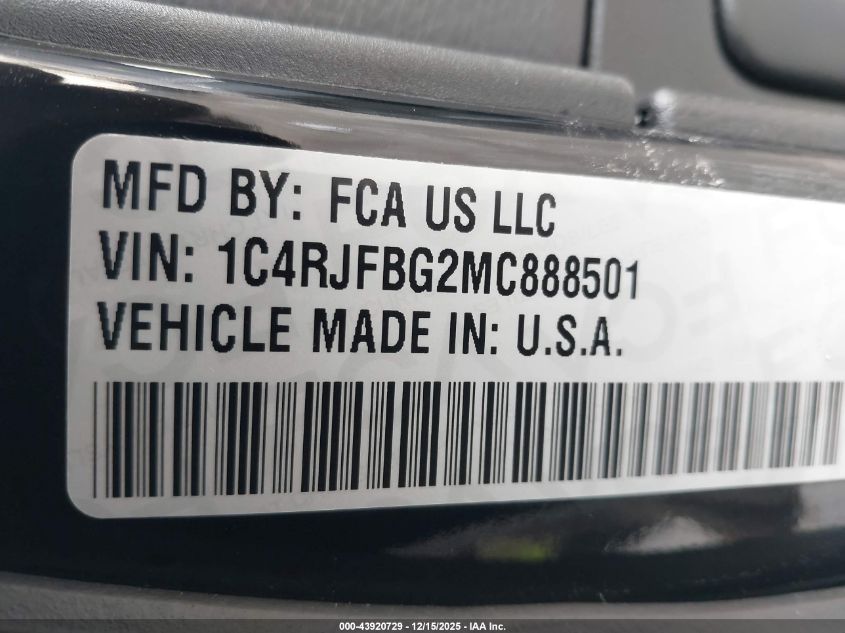 MFD BY: FCA US LLC
VIN: 1C4RJFBG2MC888501
VEHICLE MADE IN: U.S.A.
000-43920729 — 12/15/2025 — IAA Inc.